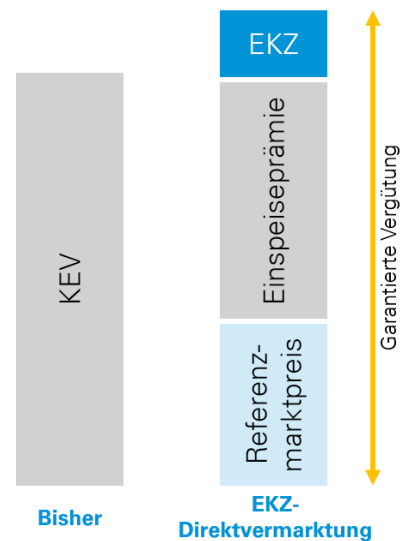 EKZ
KEV
Einspeiseprämie
Referenz-
marktpreis
Garantierte Vergütung
Bisher
EKZ-
Direktvermarktung